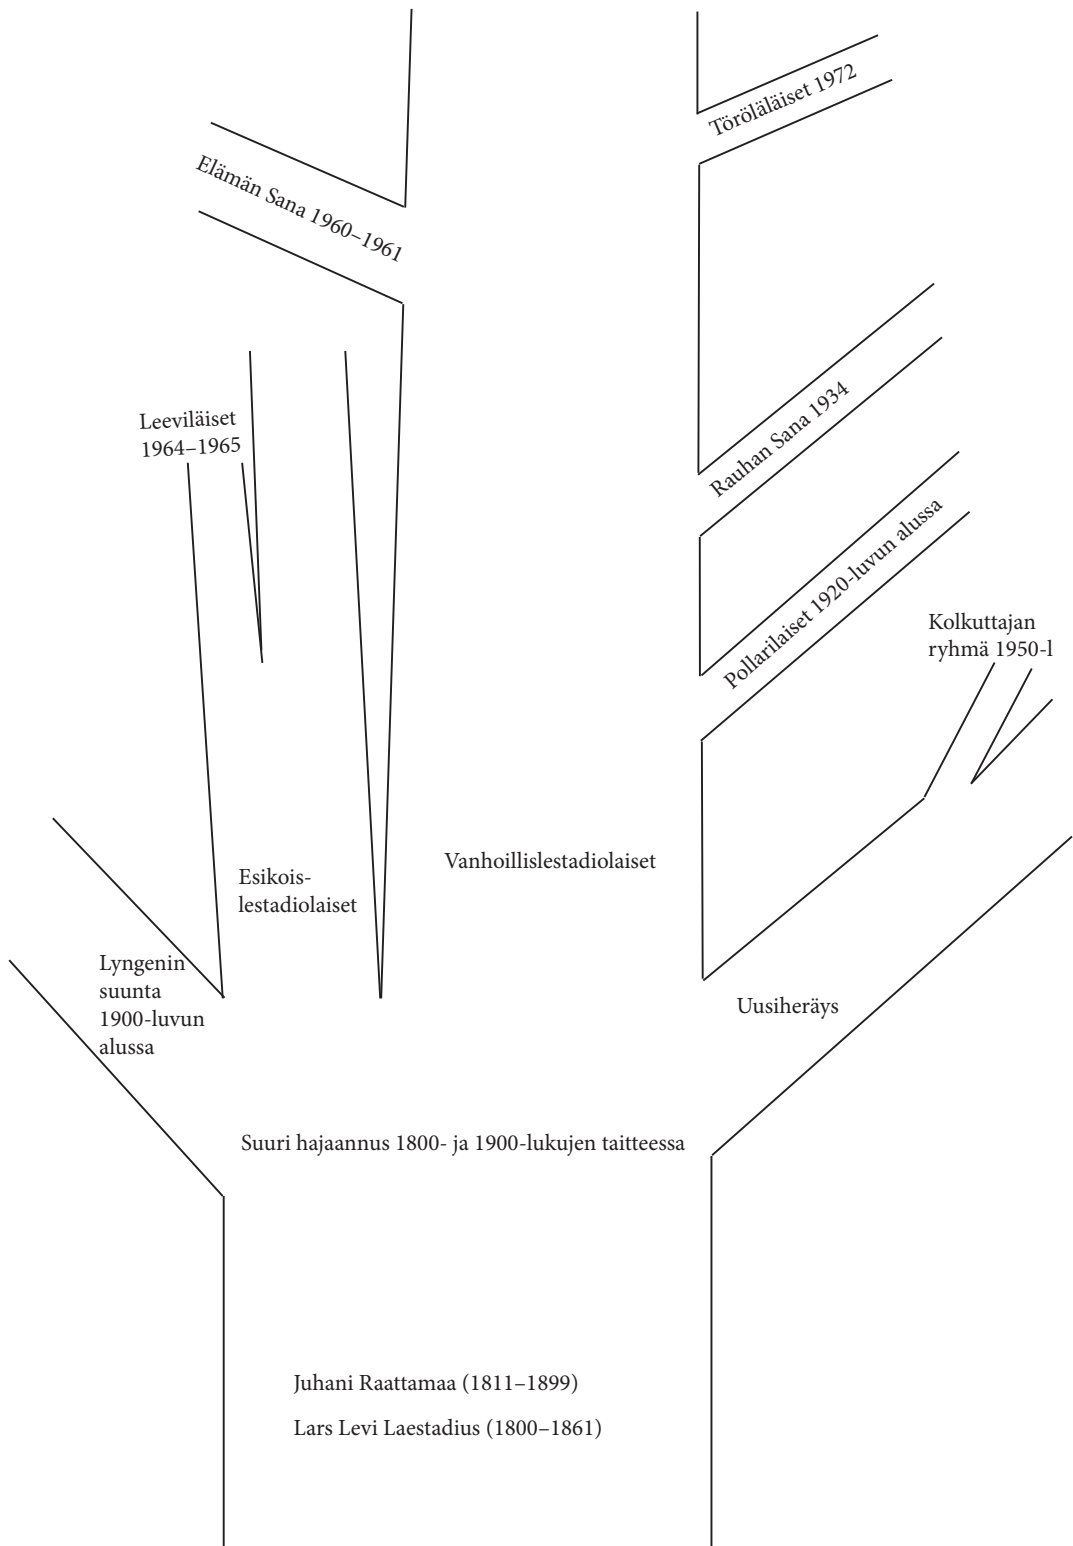 Töröläläiset 1972
Elämän Sana 1960–1961
Rauhan Sana 1934
Leeviläiset
1964–1965
Pollarilaiset 1920-luvun alussa
Kolkuttajan
ryhmä 1950-l
Vanhoillislestadiolaiset
Esikois-
lestadiolaiset
Lyngenin
suunta
1900-luvun
alussa
Uusiheräys
Suuri hajaannus 1800- ja 1900-lukujen taitteessa
Juhani Raattamaa (1811–1899)
Lars Levi Laestadius (1800–1861)